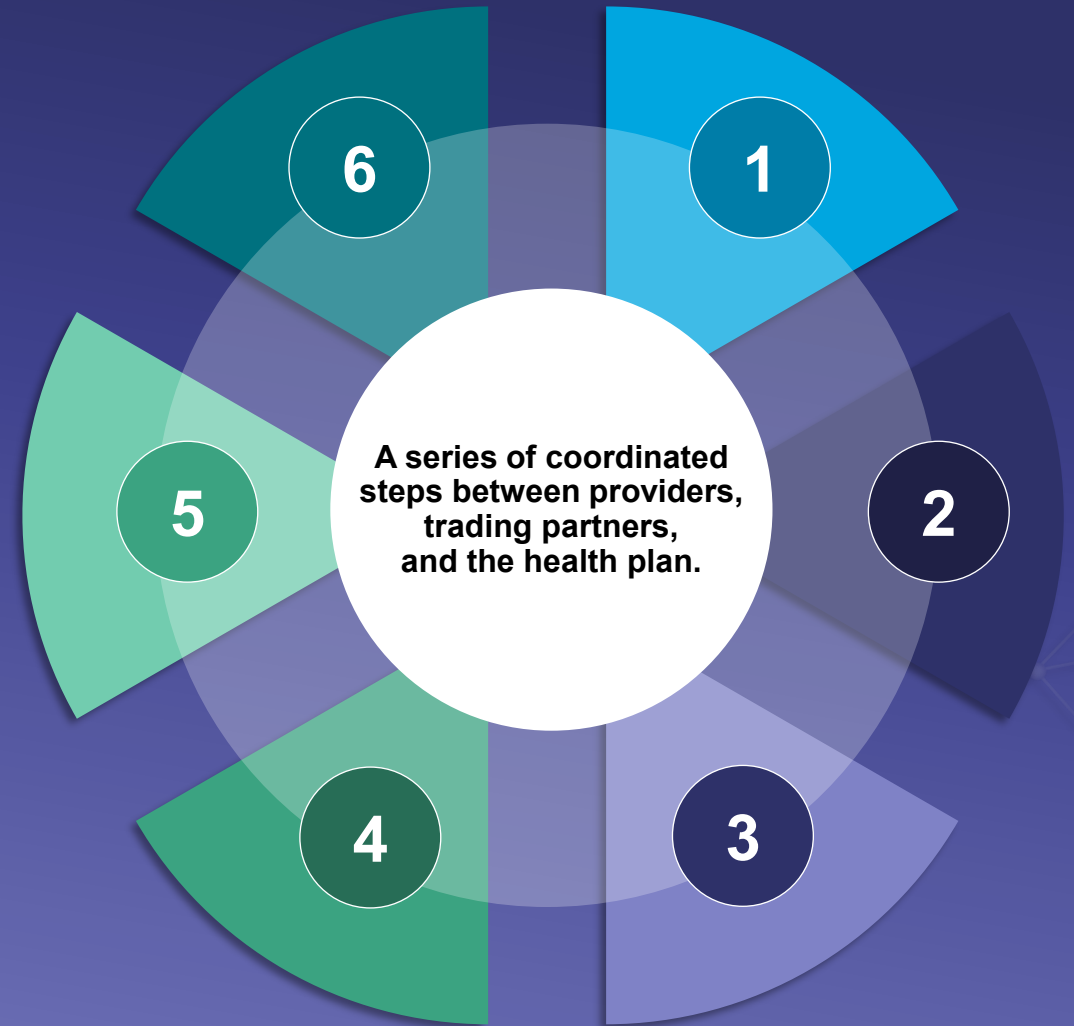 6
1
5
A series of coordinated
steps between providers,
trading partners,
and the health plan.
2
4
3